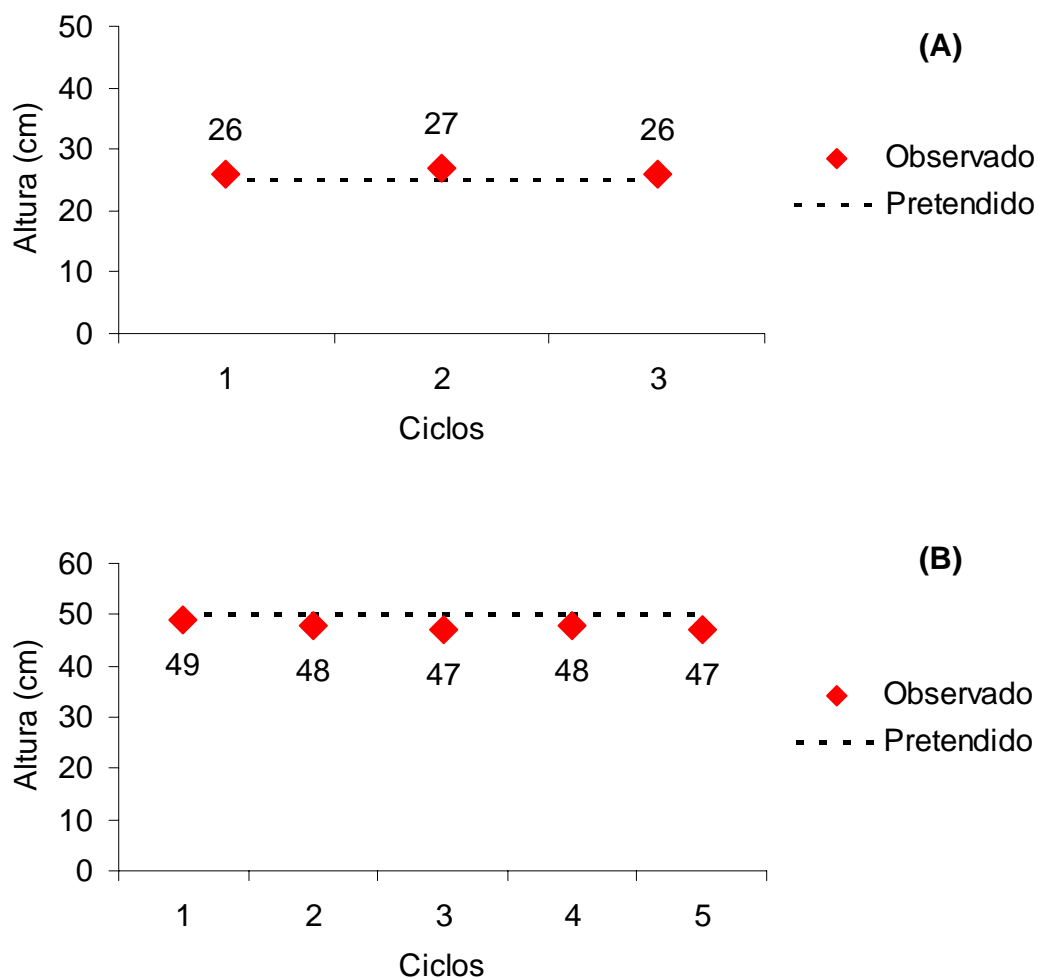 (A)
50
40
30
20
10
0
Altura (cm)
26
27
26
Observado
Pretendido
1 2 3
Ciclos
(B)
60
50
40
30
20
10
0
Altura (cm)
49 48 47 48 47
Observado
Pretendido
1 2 3 4 5
Ciclos